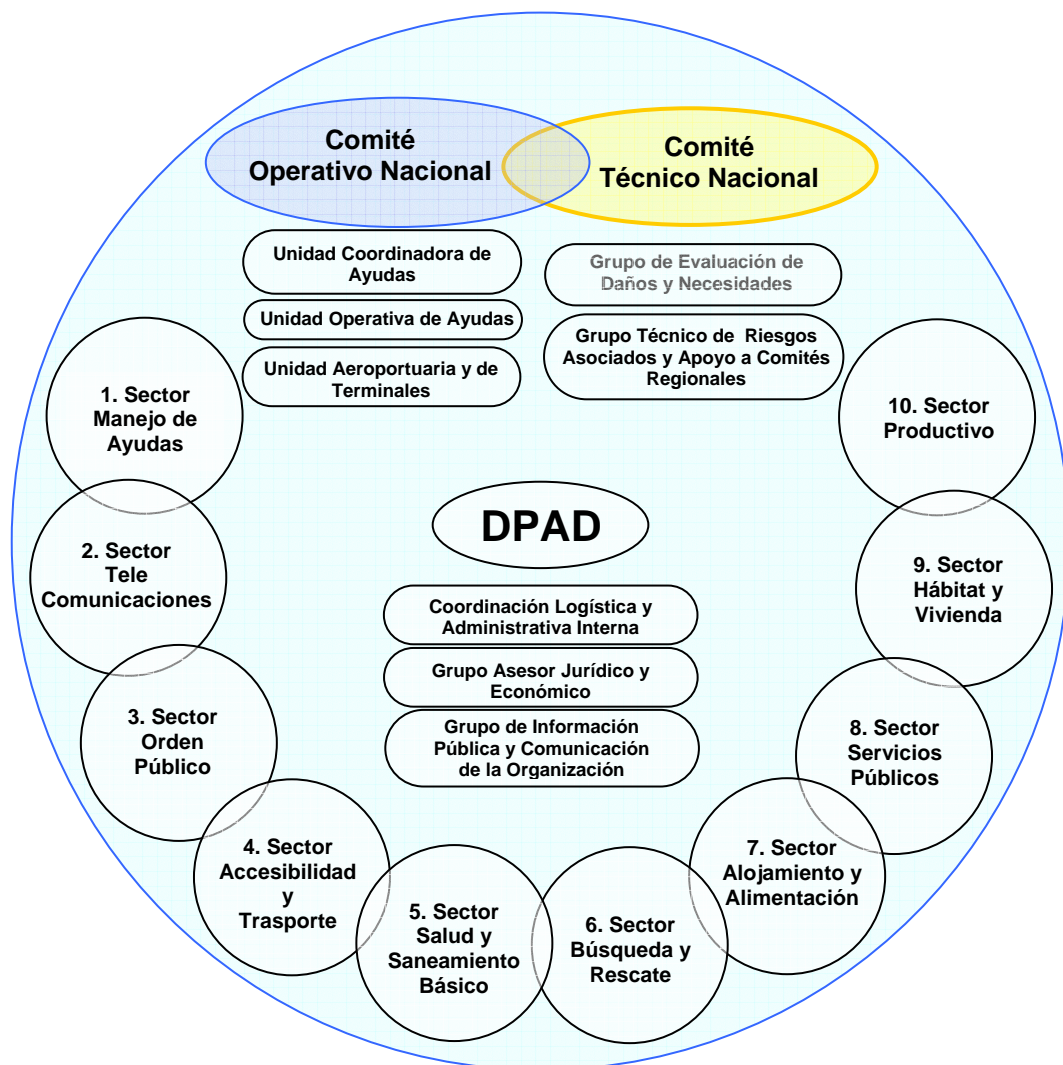 Comité
Operativo Nacional
Comité
Técnico Nacional
Unidad Coordinadora de
Ayudas
Unidad Operativa de Ayudas
Unidad Aeroportuaria y de
Terminales
Grupo de Evaluación de
Daños y Necesidades
Grupo Técnico de Riesgos
Asociados y Apoyo a Comités
Regionales
1. Sector
Manejo de
Ayudas
2. Sector
Tele
Comunicaciones
3. Sector
Orden
Público
4. Sector
Accesibilidad
y
Trasporte
5. Sector
Salud y
Saneamiento
Básico
6. Sector
Búsqueda y
Rescate
7. Sector
Alojamiento y
Alimentación
8. Sector
Servicios
Públicos
9. Sector
Hábitat y
Vivienda
10. Sector
Productivo
DPAD
Coordinación Logística y
Administrativa Interna
Grupo Asesor Jurídico y
Económico
Grupo de Información
Pública y Comunicación
de la Organización